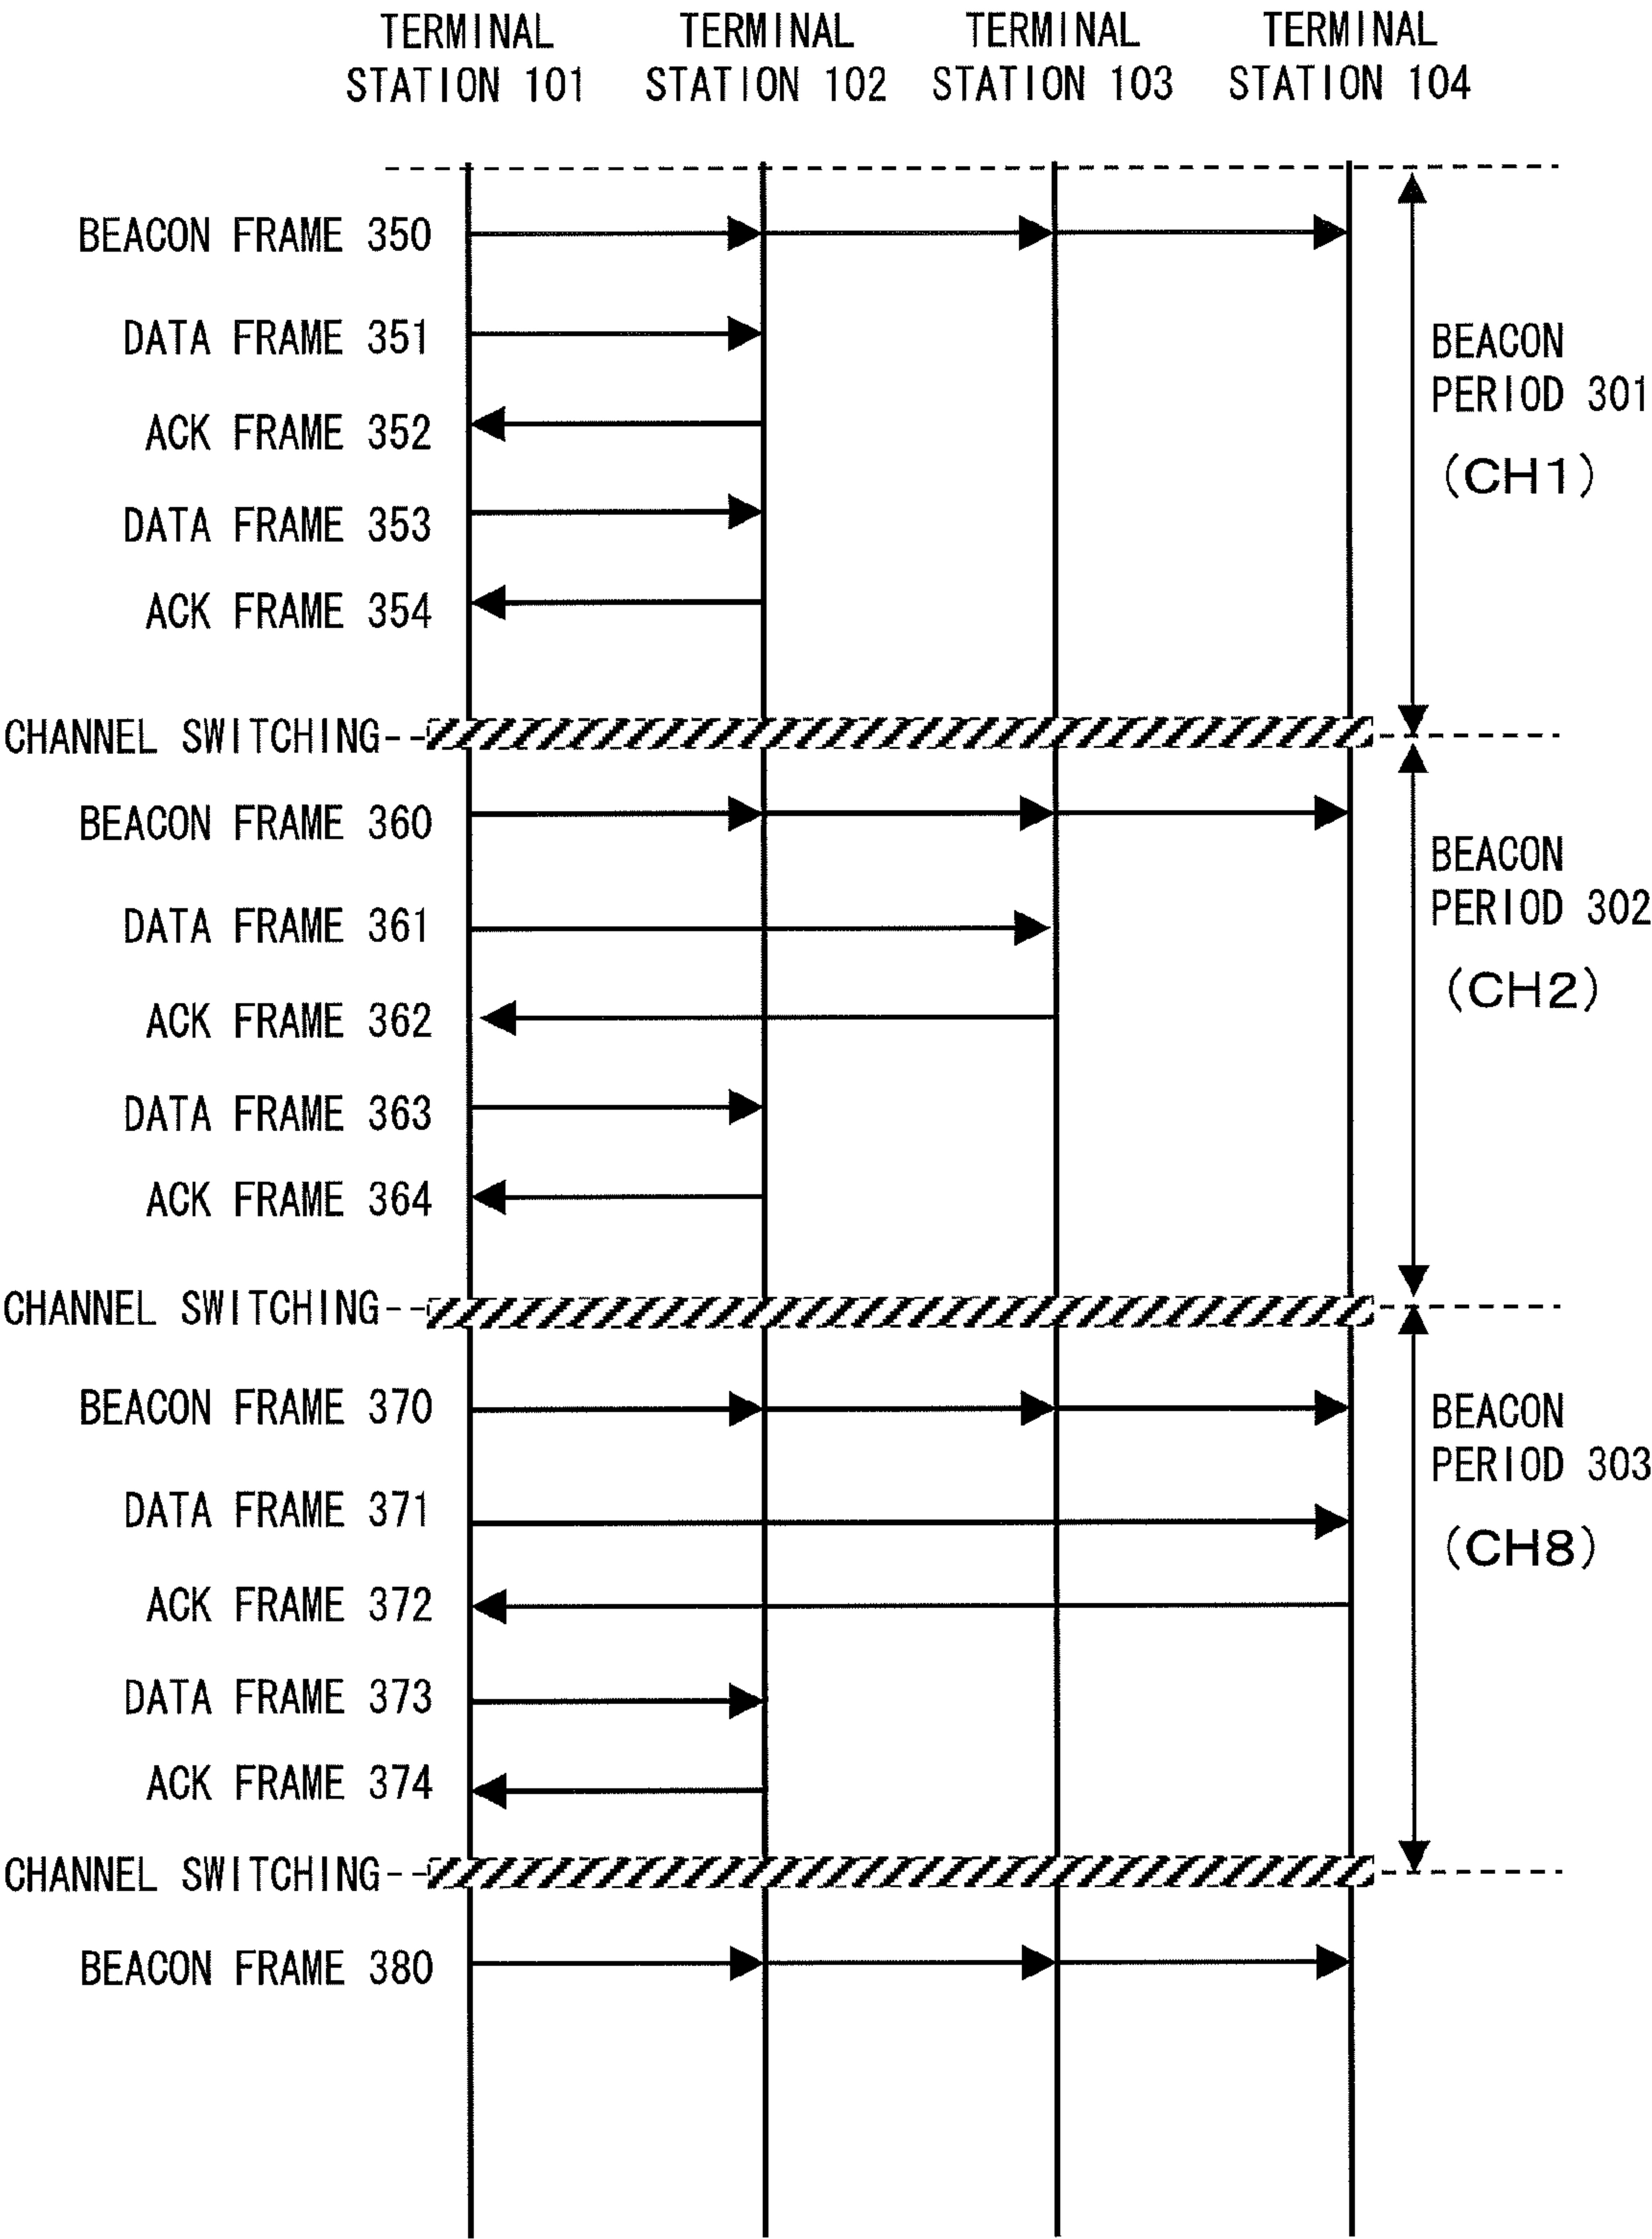 TERMINAL STATION 101
TERMINAL STATION 102
TERMINAL STATION 103
TERMINAL STATION 104
BEACON FRAME 350
DATA FRAME 351
BEACON
PERIOD 301
(CH1)
ACK FRAME 352
DATA FRAME 353
ACK FRAME 354
CHANNEL SWITCHING
BEACON FRAME 360
BEACON
PERIOD 302
(CH2)
DATA FRAME 361
ACK FRAME 362
DATA FRAME 363
ACK FRAME 364
CHANNEL SWITCHING
BEACON FRAME 370
BEACON
PERIOD 303
(CH8)
DATA FRAME 371
ACK FRAME 372
DATA FRAME 373
ACK FRAME 374
CHANNEL SWITCHING
BEACON FRAME 380